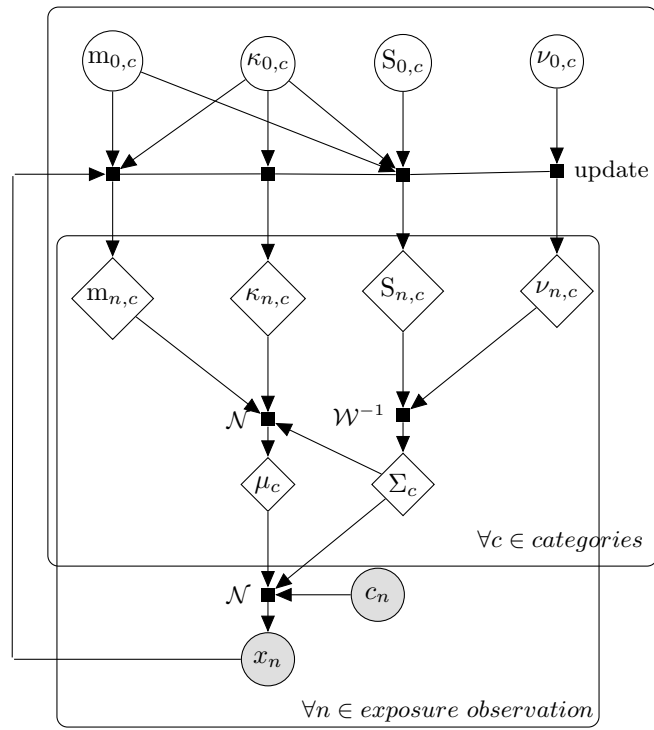 m₀,c κ₀,c S₀,c ν₀,c
update
mₙ,c κₙ,c Sₙ,c νₙ,c
𝒩 𝒲⁻¹
μc Σc
∀c ∈ categories
𝒩 cₙ
xₙ
∀n ∈ exposure observation